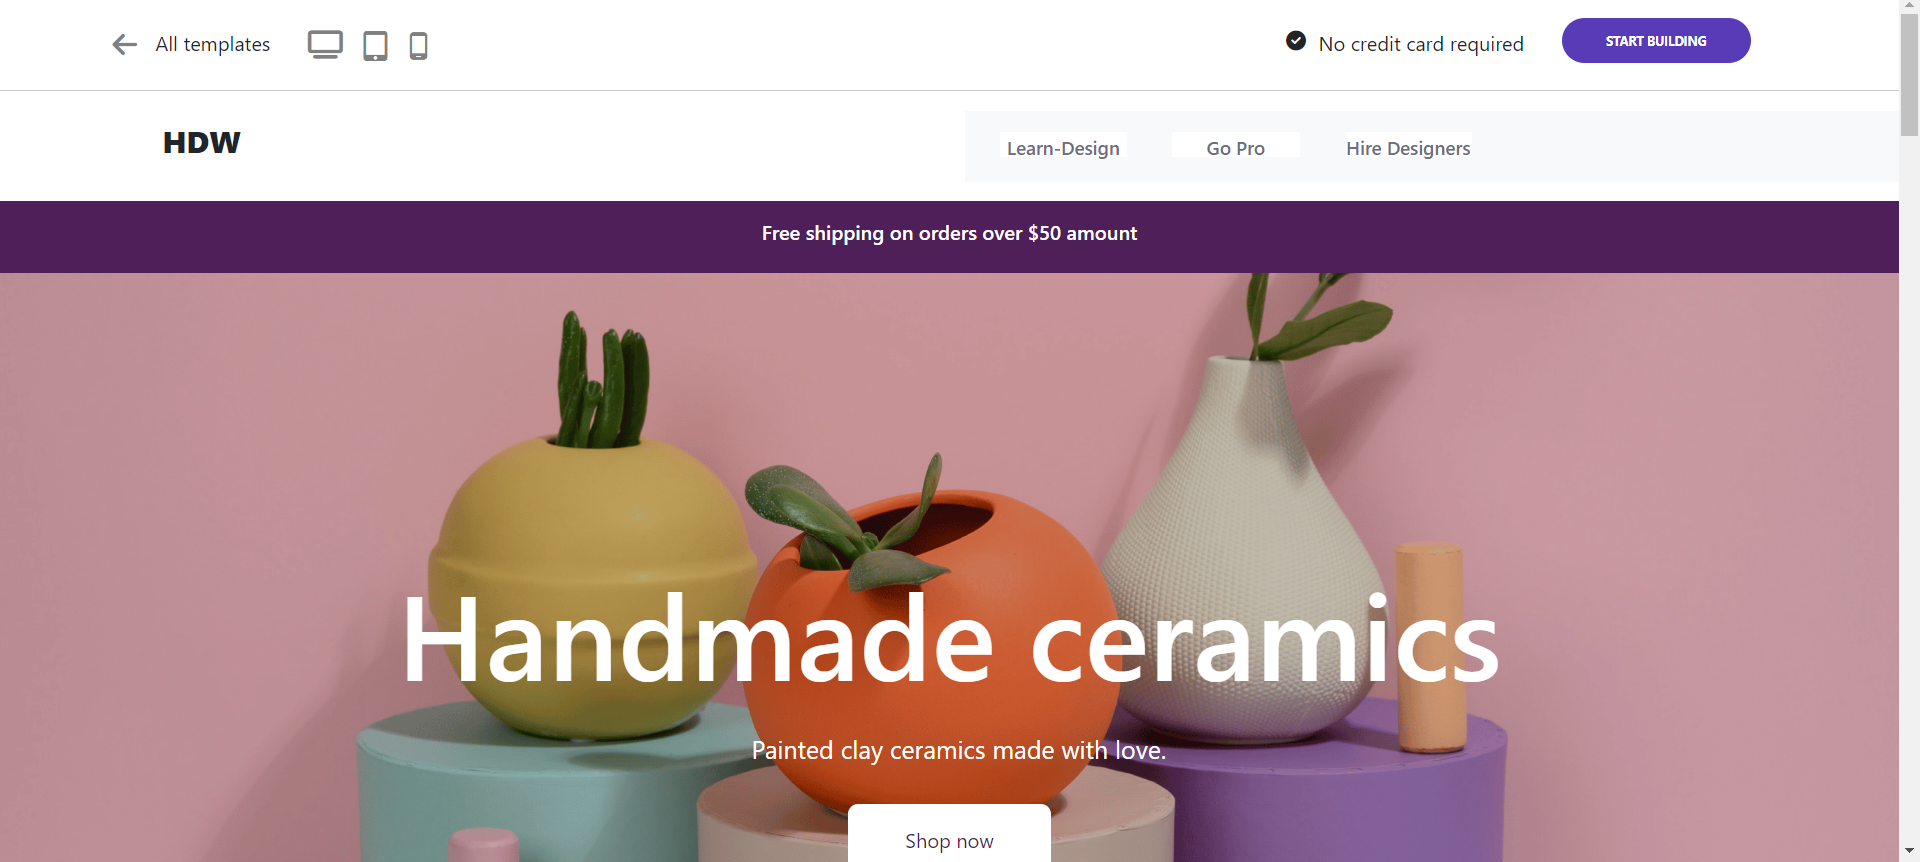 All templates
No credit card required
START BUILDING
HDW
Learn-Design
Go Pro
Hire Designers
Free shipping on orders over $50 amount
Handmade ceramics
Painted clay ceramics made with love.
Shop now